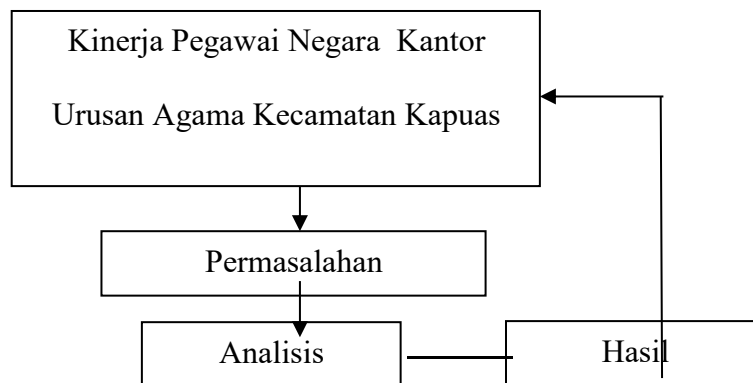 Kinerja Pegawai Negara Kantor
Urusan Agama Kecamatan Kapuas
Permasalahan
Analisis
Hasil